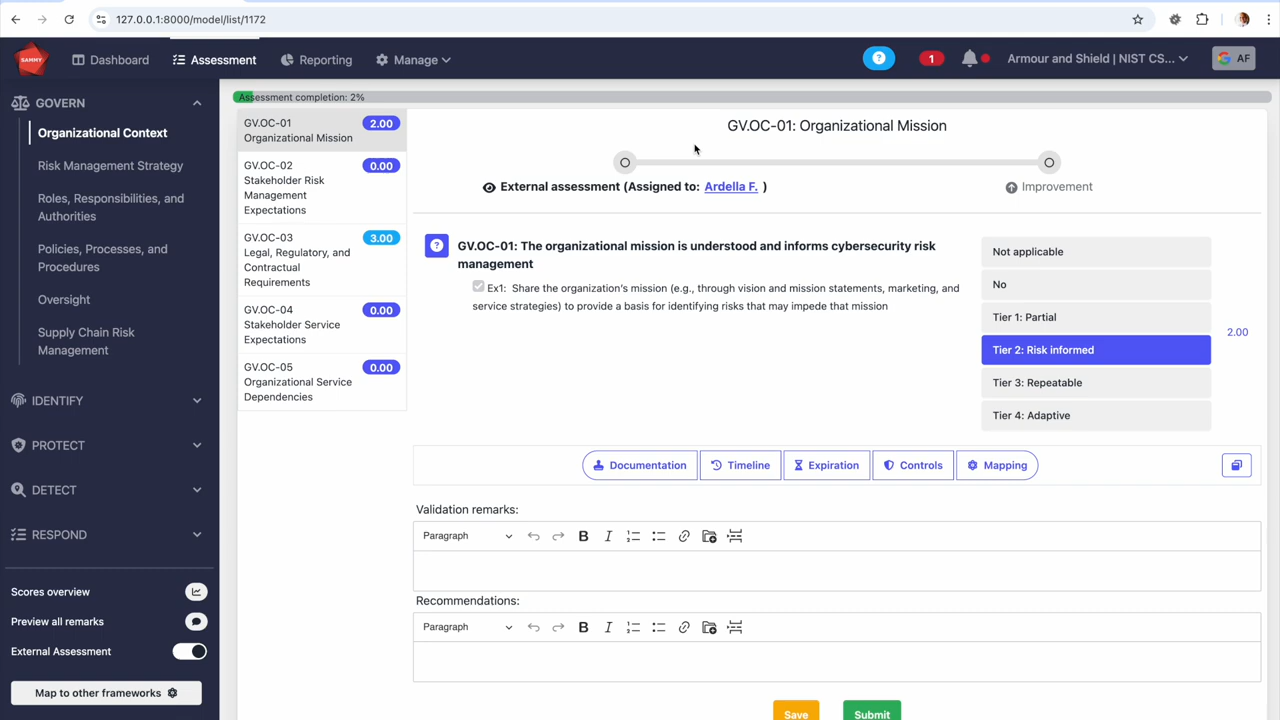 127.0.0.1:8000/model/list/1172
SAMMY
Dashboard
Assessment
Reporting
Manage
?
1
Armour and Shield | NIST CS...
AF
GOVERN
Organizational Context
Risk Management Strategy
Roles, Responsibilities, and
Authorities
Policies, Processes, and
Procedures
Oversight
Supply Chain Risk
Management
IDENTIFY
PROTECT
DETECT
RESPOND
Scores overview
Preview all remarks
External Assessment
Map to other frameworks
Assessment completion: 2%
GV.OC-01 2.00
Organizational Mission
GV.OC-02 0.00
Stakeholder Risk
Management
Expectations
GV.OC-03 3.00
Legal, Regulatory, and
Contractual
Requirements
GV.OC-04 0.00
Stakeholder Service
Expectations
GV.OC-05 0.00
Organizational Service
Dependencies
GV.OC-01: Organizational Mission
External assessment (Assigned to: Ardella F. )
Improvement
? GV.OC-01: The organizational mission is understood and informs cybersecurity risk
management
Ex1: Share the organization's mission (e.g., through vision and mission statements, marketing, and
service strategies) to provide a basis for identifying risks that may impede that mission
Not applicable
No
Tier 1: Partial
Tier 2: Risk informed
Tier 3: Repeatable
Tier 4: Adaptive
2.00
Documentation
Timeline
Expiration
Controls
Mapping
Validation remarks:
Paragraph B I
Recommendations:
Paragraph B I
Save
Submit